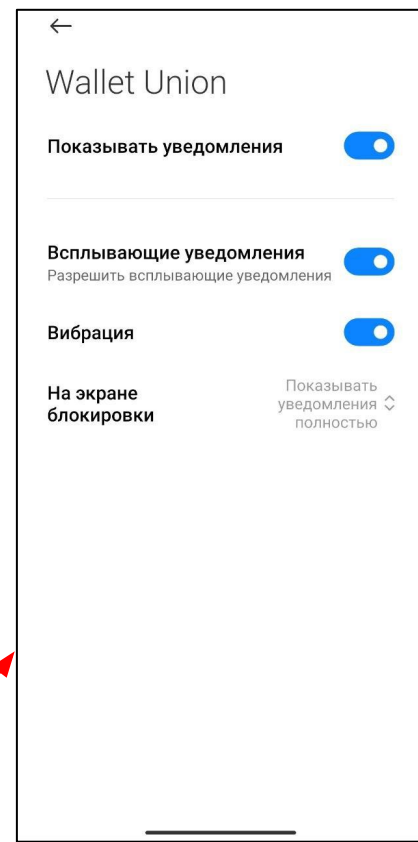 Wallet Union
Показывать уведомления
Всплывающие уведомления
Разрешить всплывающие уведомления
Вибрация
На экране
блокировки
Показывать
уведомления
полностью